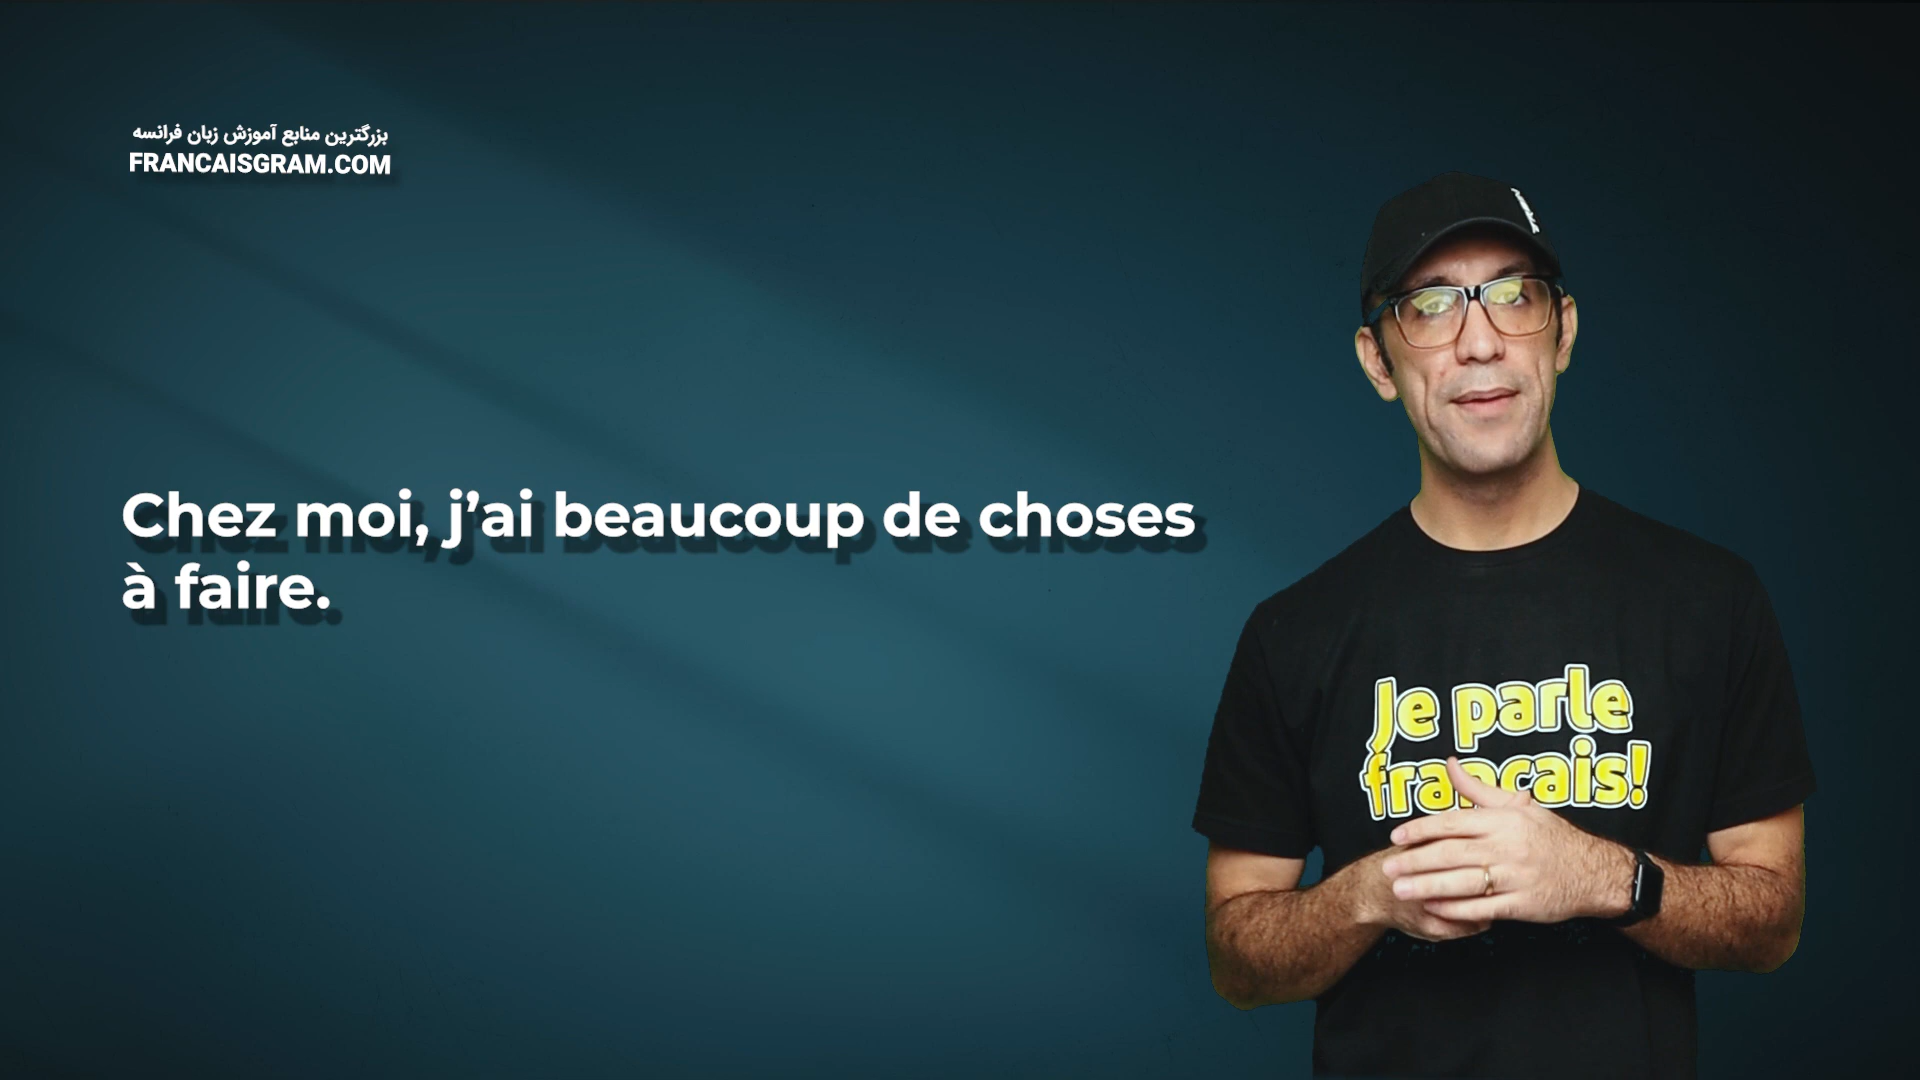 بزرگترین منابع آموزش زبان فرانسه
FRANCAISGRAM.COM
Chez moi, j’ai beaucoup de choses
à faire.
Je parle
français!